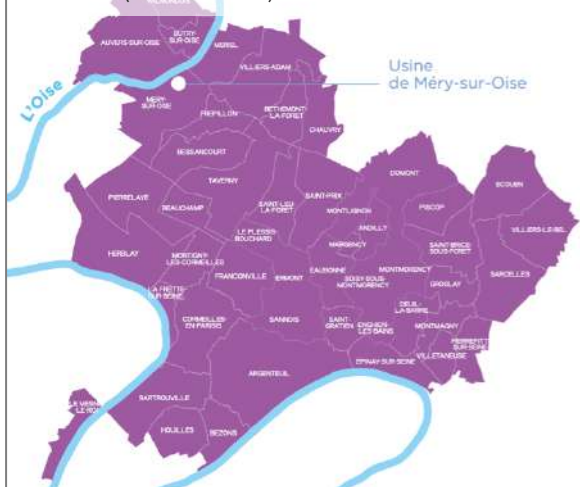 AUVERS-SUR-OISE
BUTRY-
SUR-OISE
MERIEL
VILLIERS-ADAM
Usine
de Méry-sur-Oise
L'Oise
MERY-
SUR-OISE
FREPILLON
BETHEMONT-
LA-FORET
CHAUVRY
BESSANCOURT
TAVERNY
DOMONT
ECOUEN
PIERRELAYE
BEAUCHAMP
SAINT-LEU
LA-FORET
SAINT-PRIX
MONTLIGNON
PISCOP
ANDILLY
VILLIERS-LE-BEL
LE PLESSIS-
BOUCHARD
MARGENCY
SAINT-BRICE
SOUS-FORET
HERBLAY
MONTIGNY-
LES-CORMEILLES
FRANCONVILLE
ERMONT
EAUBONNE
SOISY-SOUS-
MONTMORENCY
MONTMORENCY
GROSLAY
SARCELLES
LA FRETTE-
SUR-SEINE
CORMEILLES-
EN-PARISIS
SANNOIS
SAINT-
GRATIEN
ENGHIEN-
LES-BAINS
DEUIL-
LA-BARRE
MONTMAGNY
PIERREFITTE
SUR-SEINE
VILLETANEUSE
EPINAY-SUR-SEINE
ARGENTEUIL
SARTROUVILLE
HOUILLES
BEZONS